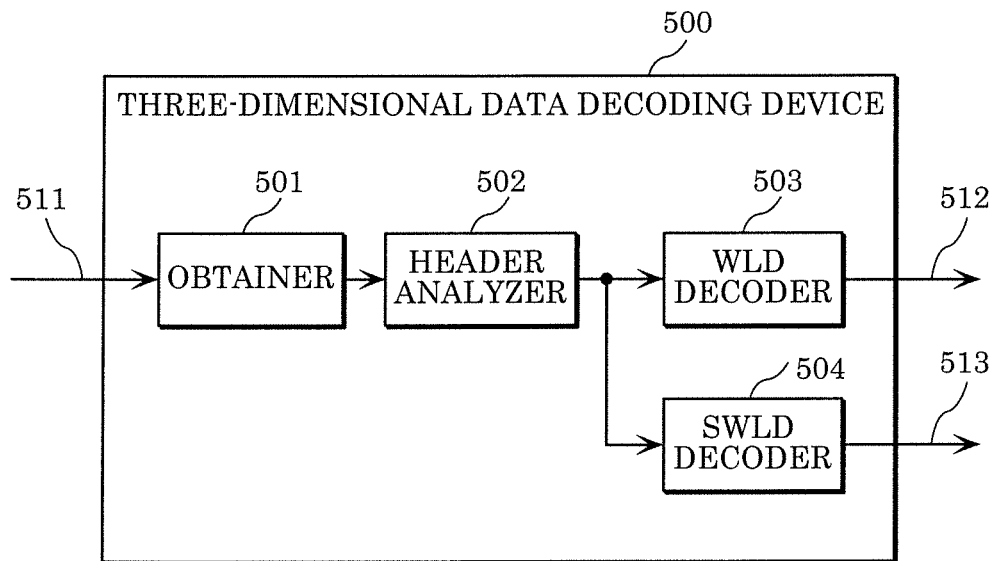 500
THREE-DIMENSIONAL DATA DECODING DEVICE
501
502
503
511
512
OBTAINER
HEADER
ANALYZER
WLD
DECODER
504
513
SWLD
DECODER